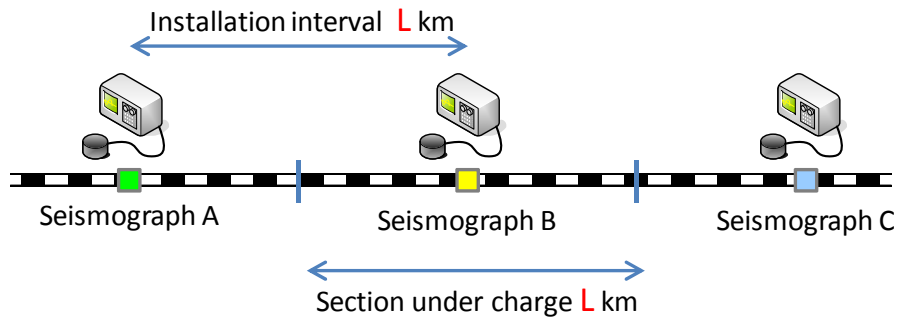 Installation interval L km
Seismograph A
Seismograph B
Seismograph C
Section under charge L km